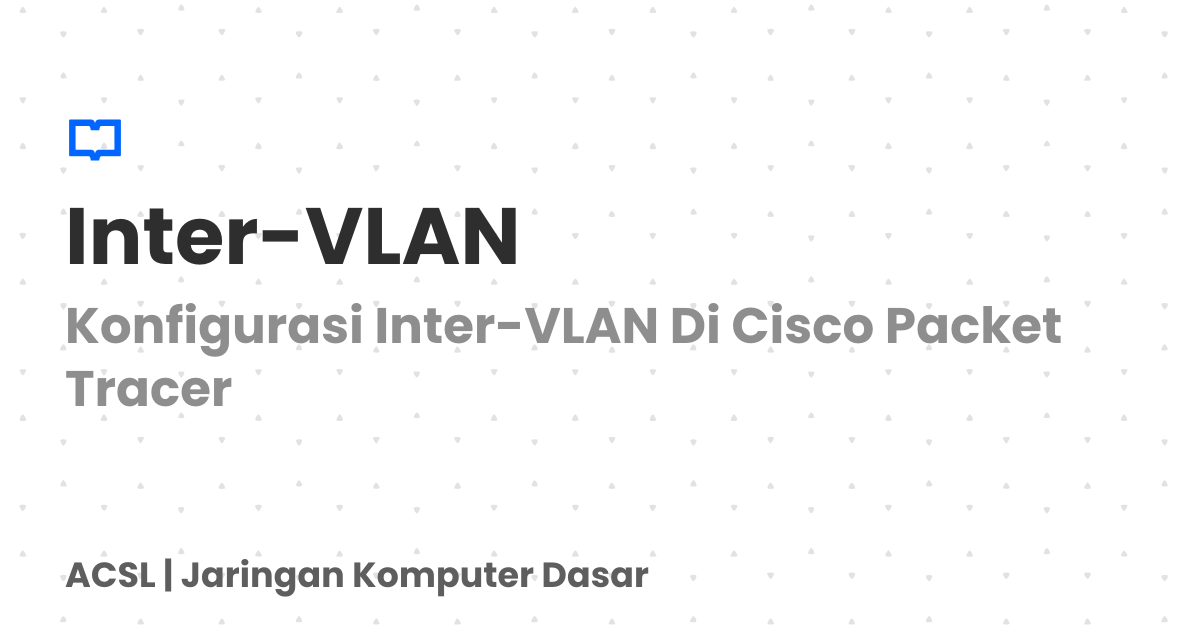 Inter-VLAN
Konfigurasi Inter-VLAN Di Cisco Packet
Tracer
ACSL | Jaringan Komputer Dasar